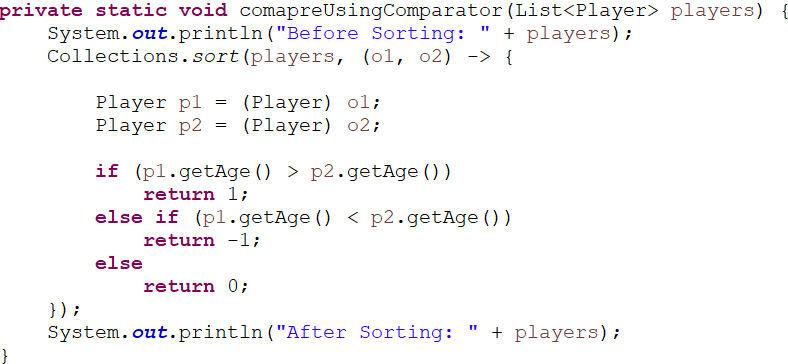 private static void comapreUsingComparator(List<Player> players) {
    System.out.println("Before Sorting: " + players);
    Collections.sort(players, (o1, o2) -> {

        Player p1 = (Player) o1;
        Player p2 = (Player) o2;

        if (p1.getAge() > p2.getAge())
            return 1;
        else if (p1.getAge() < p2.getAge())
            return -1;
        else
            return 0;
    });
    System.out.println("After Sorting: " + players);
}